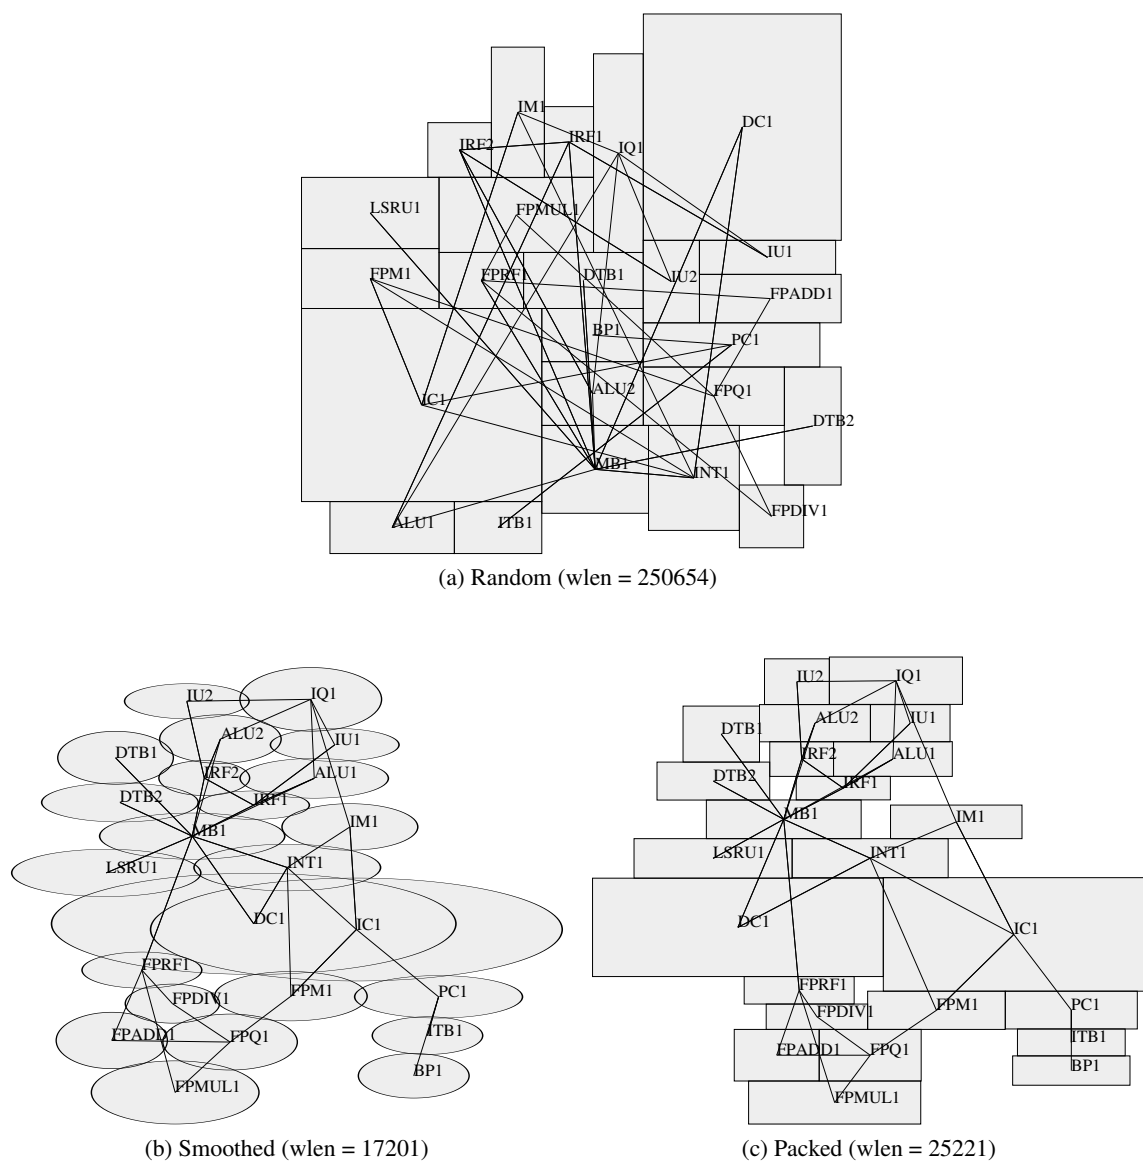 IM1
DC1
IRF2
IRF1
IQ1
LSRU1
FPMUL1
IU1
FPM1
FPRF1
DTB1
IU2
FPADD1
BP1
PC1
IC1
ALU2
FPQ1
DTB2
MB1
INT1
ALU1
ITB1
FPDIV1
(a) Random (wlen = 250654)
IU2
IQ1
ALU2
IU1
DTB1
IRF2
ALU1
DTB2
IRF1
MB1
IM1
LSRU1
INT1
DC1
IC1
FPRF1
FPDIV1
FPM1
PC1
FPADD1
FPQ1
ITB1
BP1
FPMUL1
(b) Smoothed (wlen = 17201)
IU2
IQ1
ALU2
IU1
DTB1
IRF2
ALU1
DTB2
IRF1
MB1
IM1
LSRU1
INT1
DC1
IC1
FPRF1
FPDIV1
FPM1
PC1
FPADD1
FPQ1
ITB1
BP1
FPMUL1
(c) Packed (wlen = 25221)